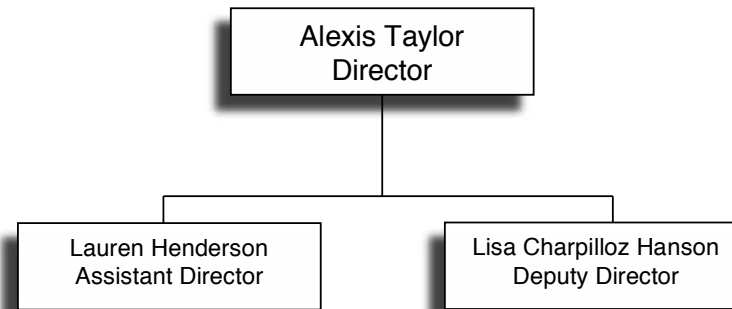 Alexis Taylor
Director
Lauren Henderson
Assistant Director
Lisa Charpilloz Hanson
Deputy Director